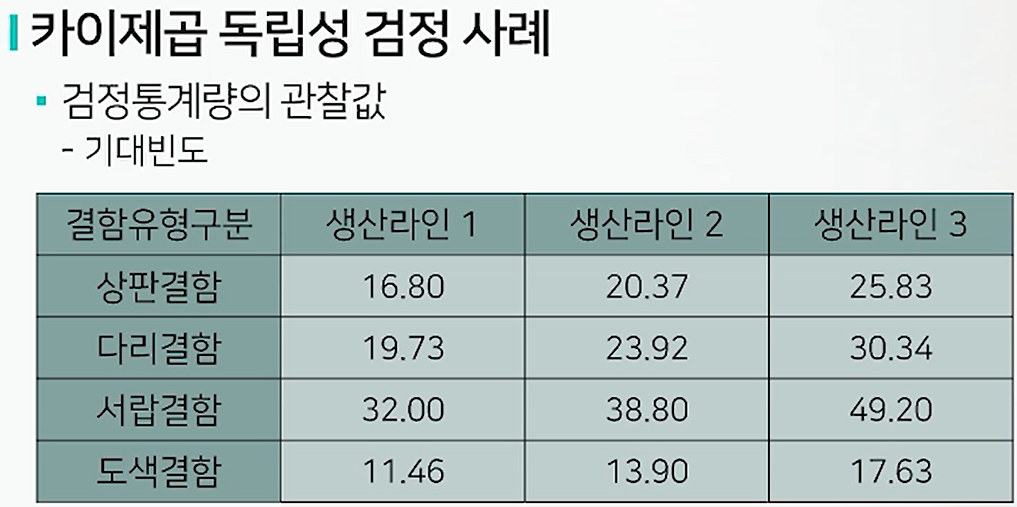 카이제곱 독립성 검정 사례
▪ 검정통계량의 관찰값
- 기대빈도
결함유형구분 생산라인 1 생산라인 2 생산라인 3
상판결함 16.80 20.37 25.83
다리결함 19.73 23.92 30.34
서랍결함 32.00 38.80 49.20
도색결함 11.46 13.90 17.63